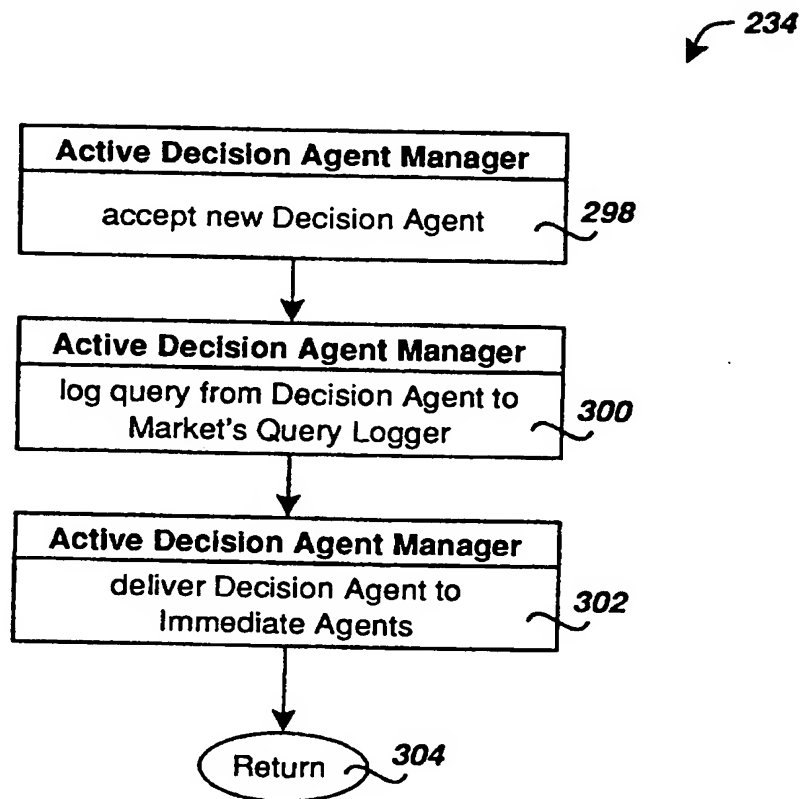 234
Active Decision Agent Manager
accept new Decision Agent
298
Active Decision Agent Manager
log query from Decision Agent to
Market's Query Logger
300
Active Decision Agent Manager
deliver Decision Agent to
Immediate Agents
302
Return
304